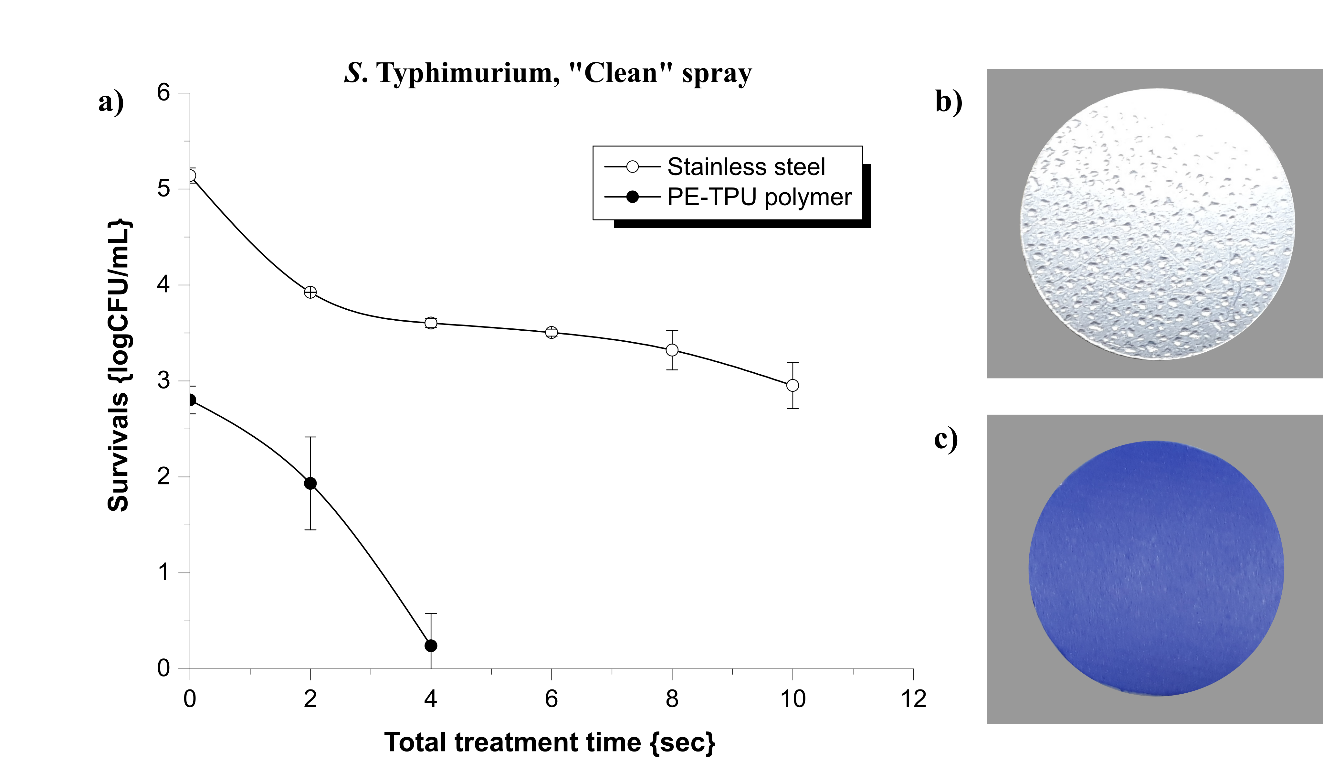 S. Typhimurium, "Clean" spray
a)
b)
6
5
4
3
2
1
0
Survivals {logCFU/mL}
Stainless steel
PE-TPU polymer
c)
0 2 4 6 8 10 12
Total treatment time {sec}